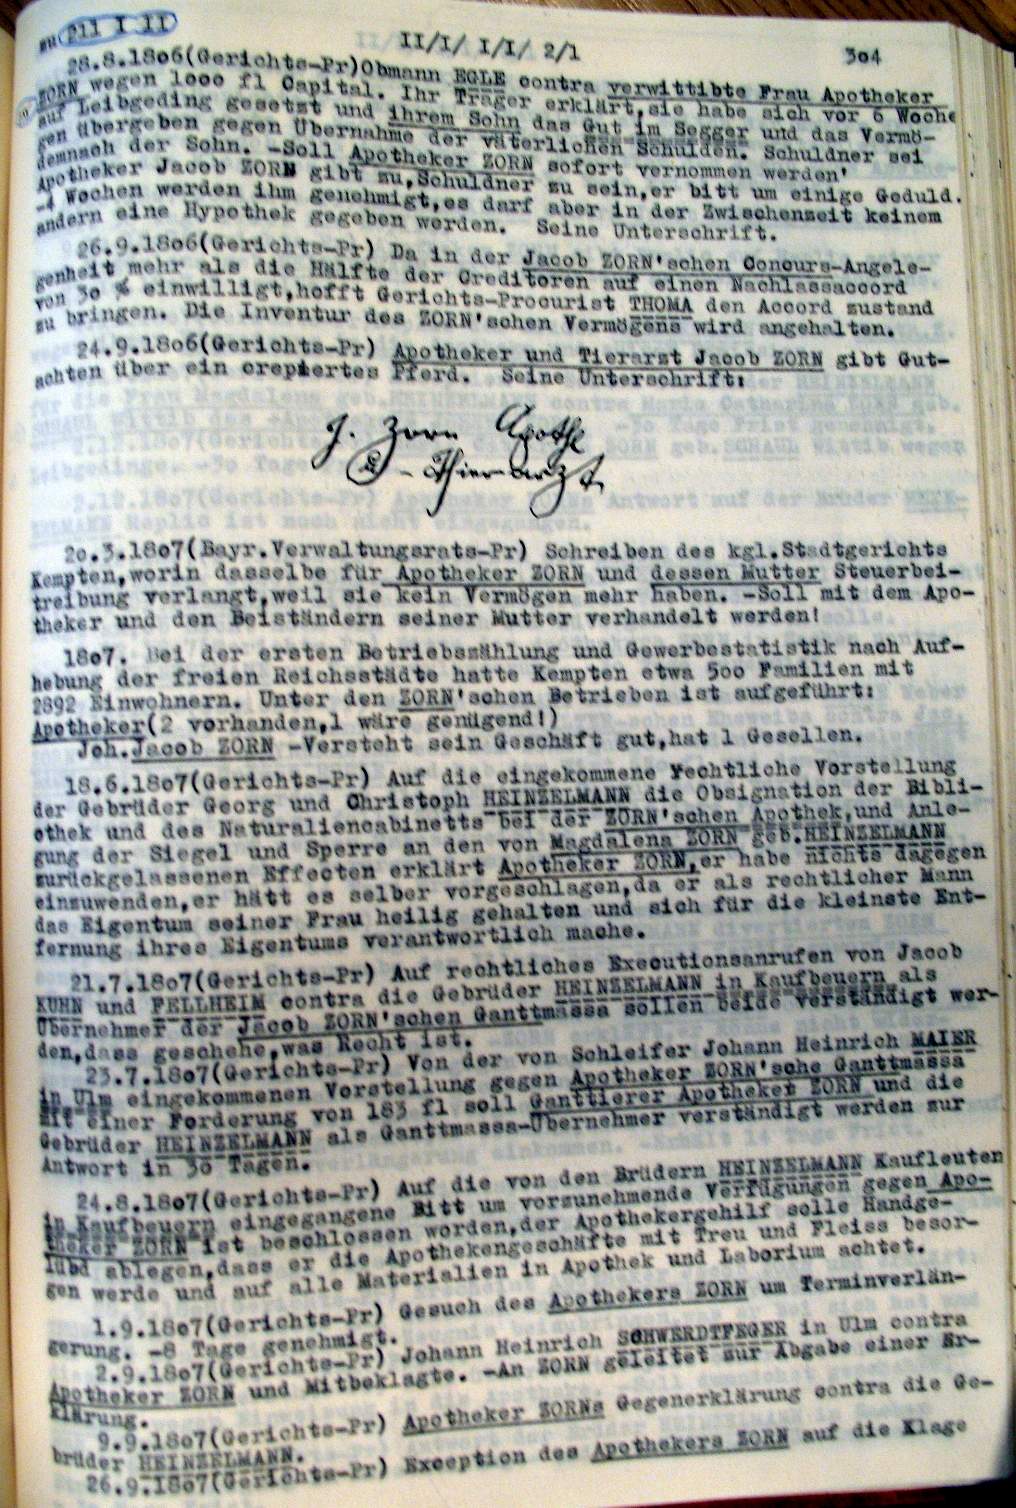 zu 211 I II
II/I/ I/I/ 2/1
304
28.8.18o6(Gerichts-Pr)Obmann EGLE contra verwittibte Frau Apotheker
ZORN wegen 1ooo fl Capital. Ihr Träger erklärt,sie habe sich vor 6 Woche
auf Leibgeding gesetzt und ihrem Sohn das Gut im Segger und das Vermö-
gen übergeben gegen Übernahme der väterlichen Schulden. Schuldner sei
demnach der Sohn. -Soll Apotheker ZORN sofort vernommen werden'
Apotheker Jacob ZORN gibt zu,Schuldner zu sein,er bitt um einige Geduld.
-4 Wochen werden ihm genehmigt,es darf aber in der Zwischenzeit keinem
andern eine Hypothek gegeben werden. Seine Unterschrift.
26.9.18o6(Gerichts-Pr) Da in der Jacob ZORN'schen Concurs-Angele-
genheit mehr als die Hälfte der Creditoren auf einen Nachlassaccord
von 3o % einwilligt,hofft Gerichts-Procurist THOMA den Accord zustand
zu bringen. Die Inventur des ZORN'schen Vermögens wird angehalten.
24.9.18o6(Gerichts-Pr) Apotheker und Tierarzt Jacob ZORN gibt Gut-
achten über ein crepiertes Pferd. Seine Unterschrift:
J. Zorn Apothk
u - Thierarzt
2o.3.18o7(Bayr.Verwaltungsrats-Pr) Schreiben des kgl.Stadtgerichts
Kempten,worin dasselbe für Apotheker ZORN und dessen Mutter Steuerbei-
treibung verlangt,weil sie kein Vermögen mehr haben. -Soll mit dem Apo-
theker und den Beiständern seiner Mutter verhandelt werden!
18o7. Bei der ersten Betriebszählung und Gewerbestatistik nach Auf-
hebung der freien Reichsstädte hatte Kempten etwa 5oo Familien mit
2892 Einwohnern. Unter den ZORN'schen Betrieben ist aufgeführt:
Apotheker(2 vorhanden,1 wäre genügend!)
Joh.Jacob ZORN -Versteht sein Geschäft gut,hat 1 Gesellen.
18.6.18o7(Gerichts-Pr) Auf die eingekommene rechtliche Vorstellung
der Gebrüder Georg und Christoph HEINZELMANN die Obsignation der Bibli-
othek und des Naturaliencabinetts bei der ZORN'schen Apothek,und Anle-
gung der Siegel und Sperre an den von Magdalena ZORN geb.HEINZELMANN
zurückgelassenen Effecten erklärt Apotheker ZORN,er habe nichts dagegen
einzuwenden,er hätt es selber vorgeschlagen,da er als rechtlicher Mann
das Eigentum seiner Frau heilig gehalten und sich für die kleinste Ent-
fernung ihres Eigentums verantwortlich mache.
21.7.18o7(Gerichts-Pr) Auf rechtliches Executionsanrufen von Jacob
KUHN und FELLHEIM contra die Gebrüder HEINZELMANN in Kaufbeuern als
Übernehmer der Jacob ZORN'schen Ganttmassa sollen beide verständigt wer-
den,dass geschehe,was Recht ist.
23.7.18o7(Gerichts-Pr) Von der von Schleifer Johann Heinrich MAIER
in Ulm eingekommenen Vorstellung gegen Apotheker ZORN'sche Ganttmassa
mit einer Forderung von 183 fl soll Ganttierer Apotheker ZORN und die
Gebrüder HEINZELMANN als Ganttmassa-Übernehmer verständigt werden zur
Antwort in 3o Tagen.
24.8.18o7(Gerichts-Pr) Auf die von den Brüdern HEINZELMANN Kaufleuten
in Kaufbeuern eingegangene Bitt um vorzunehmende Verfügungen gegen Apo-
theker ZORN ist beschlossen worden,der Apothekergehilf solle Handge-
lübd ablegen,dass er die Apothekengeschäfte mit Treu und Fleiss besor-
gen werde und auf alle Materialien in Apothek und Laborium achtet.
1.9.18o7(Gerichts-Pr) Gesuch des Apothekers ZORN um Terminverlän-
gerung. -8 Tage genehmigt.
2.9.18o7(Gerichts-Pr) Johann Heinrich SCHWERDTFEGER in Ulm contra
Apotheker ZORN und Mitbeklagte. -An ZORN geleitet zur Abgabe einer Er-
klärung.
9.9.18o7(Gerichts-Pr) Apotheker ZORNs Gegenerklärung contra die Ge-
brüder HEINZELMANN.
26.9.18o7(Gerichts-Pr) Exception des Apothekers ZORN auf die Klage